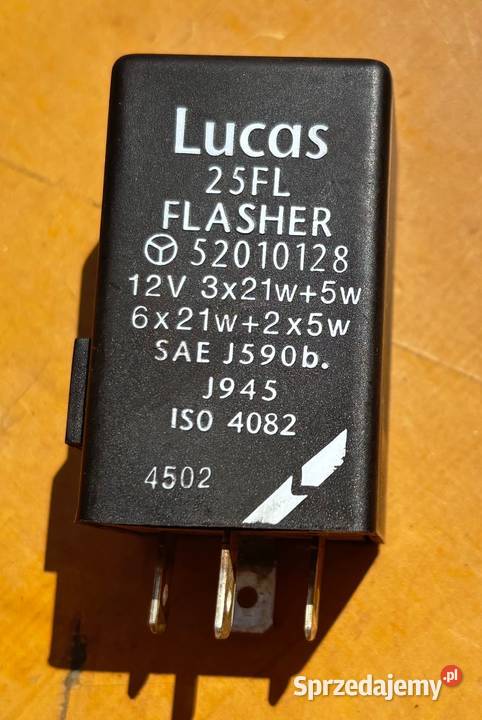 Lucas
25FL
FLASHER
52010128
12V 3x21w+5w
6x21w+2x5w
SAE J590b.
J945
ISO 4082
4502
Sprzedajemy.pl